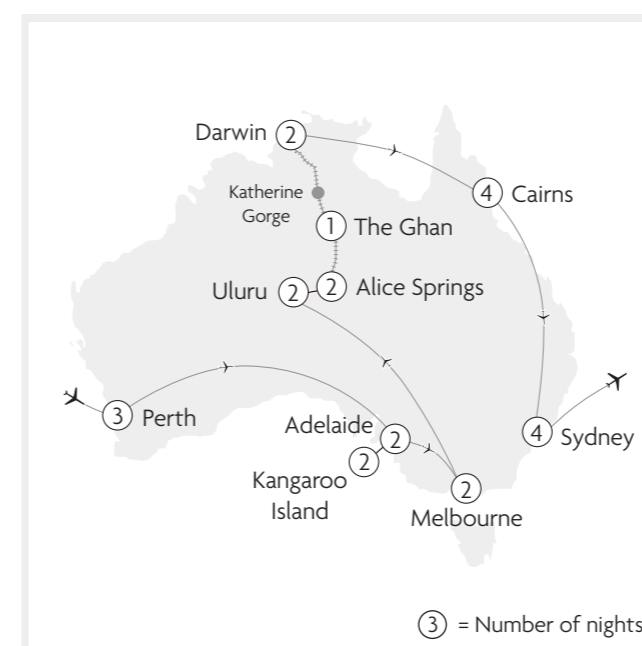 Darwin 2
4 Cairns
Katherine
Gorge
1 The Ghan
Uluru 2
2 Alice Springs
3 Perth
Adelaide
2
4 Sydney
2
Kangaroo
Island
2
Melbourne
3 = Number of nights